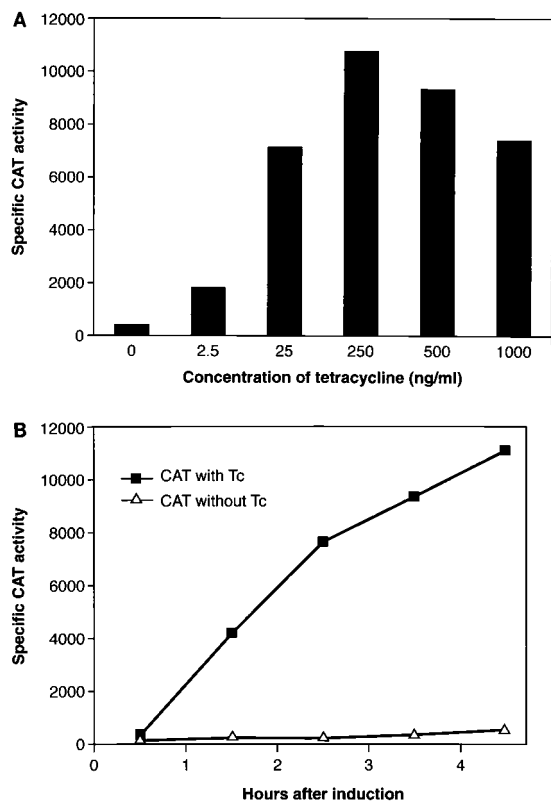 A
12000
10000
8000
6000
4000
2000
0
Specific CAT activity
0 2.5 25 250 500 1000
Concentration of tetracycline (ng/ml)
B
12000
10000
8000
6000
4000
2000
0
Specific CAT activity
CAT with Tc
CAT without Tc
0 1 2 3 4
Hours after induction